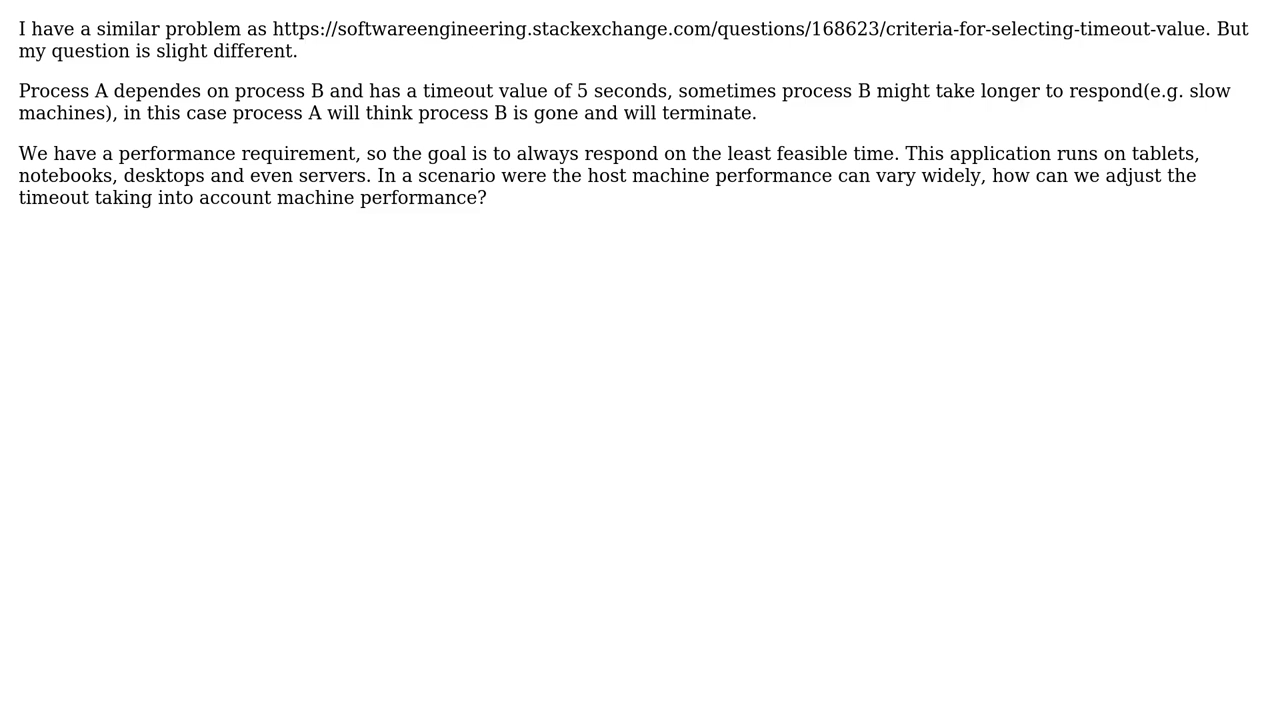 I have a similar problem as https://softwareengineering.stackexchange.com/questions/168623/criteria-for-selecting-timeout-value. But
my question is slight different.
Process A dependes on process B and has a timeout value of 5 seconds, sometimes process B might take longer to respond(e.g. slow
machines), in this case process A will think process B is gone and will terminate.
We have a performance requirement, so the goal is to always respond on the least feasible time. This application runs on tablets,
notebooks, desktops and even servers. In a scenario were the host machine performance can vary widely, how can we adjust the
timeout taking into account machine performance?